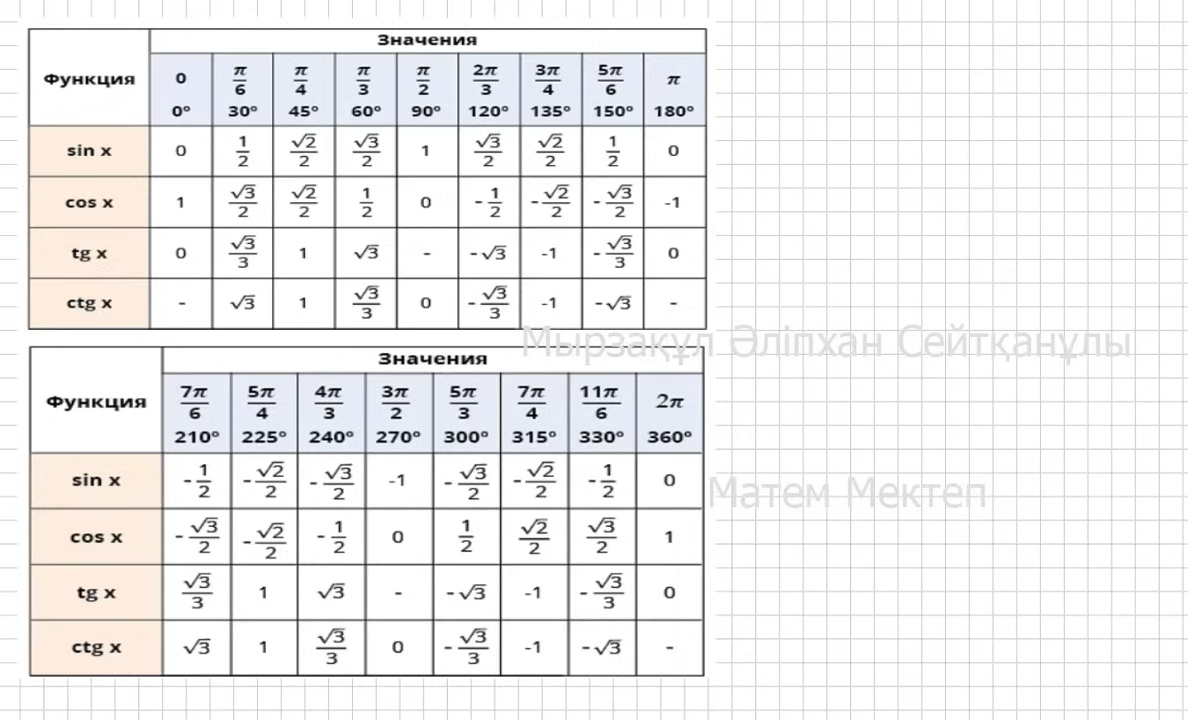 Значения
Функция 0 π/6 π/4 π/3 π/2 2π/3 3π/4 5π/6 π
0° 30° 45° 60° 90° 120° 135° 150° 180°
sin x 0 1/2 √2/2 √3/2 1 √3/2 √2/2 1/2 0
cos x 1 √3/2 √2/2 1/2 0 -1/2 -√2/2 -√3/2 -1
tg x 0 √3/3 1 √3 - -√3 -1 -√3/3 0
ctg x - √3 1 √3/3 0 -√3/3 -1 -√3 -
Мырзақұл Әліпхан Сейтқанұлы
Значения
Функция 7π/6 5π/4 4π/3 3π/2 5π/3 7π/4 11π/6 2π
210° 225° 240° 270° 300° 315° 330° 360°
sin x -1/2 -√2/2 -√3/2 -1 -√3/2 -√2/2 -1/2 0
Матем Мектеп
cos x -√3/2 -√2/2 -1/2 0 1/2 √2/2 √3/2 1
tg x √3/3 1 √3 - -√3 -1 -√3/3 0
ctg x √3 1 √3/3 0 -√3/3 -1 -√3 -